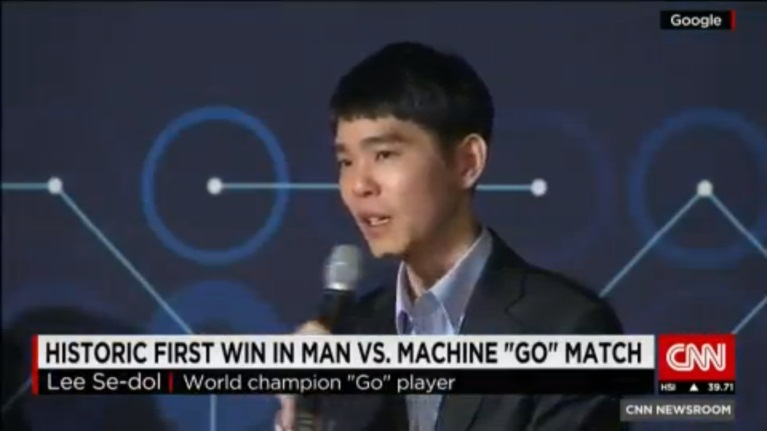 Google
HISTORIC FIRST WIN IN MAN VS. MACHINE "GO" MATCH
CNN
Lee Se-dol | World champion "Go" player
HSI ▲ 39.71
CNN NEWSROOM